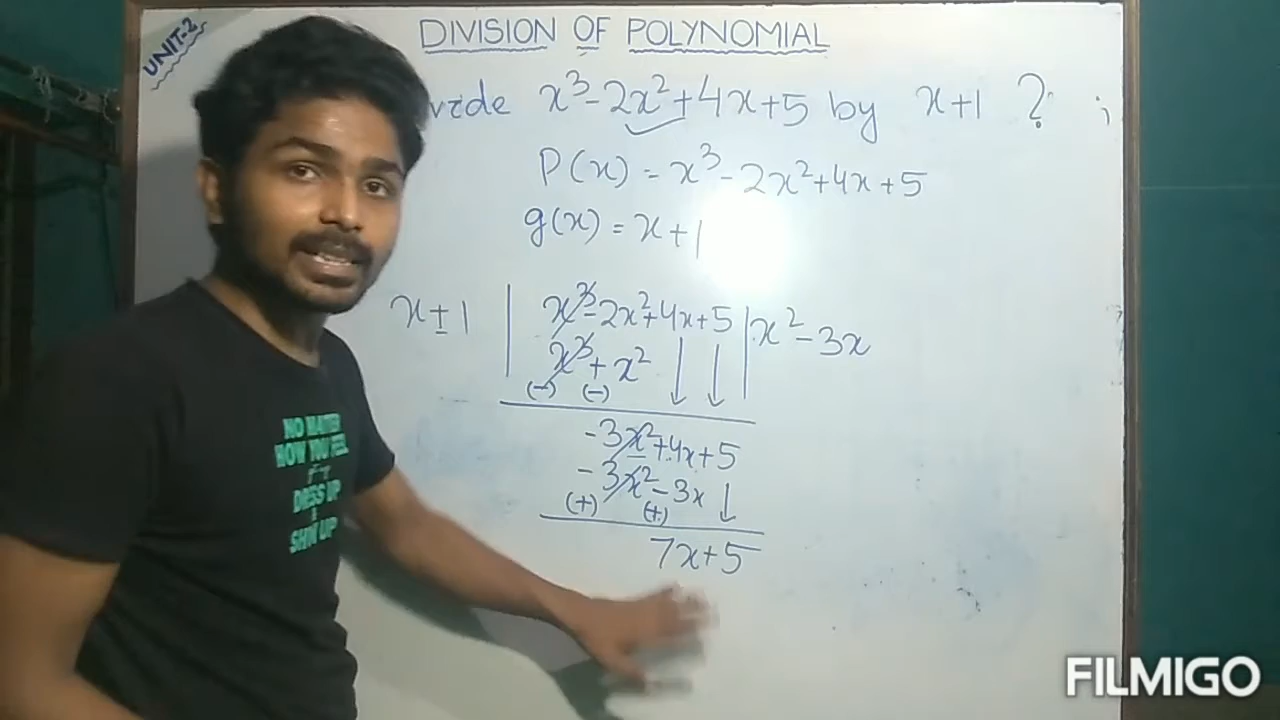 UNIT-2
DIVISION OF POLYNOMIAL
vide x³-2x²+4x+5 by x+1 ?
P(x) = x³-2x²+4x+5
g(x) = x+1
x+1 | x³-2x²+4x+5 | x²-3x
x³+x²
(-) (-)
-3x²+4x+5
-3x²-3x
(+) (+)
7x+5
NO MATTER
HOW YOU FEEL
DRESS UP
&
SHOW UP
FILMIGO